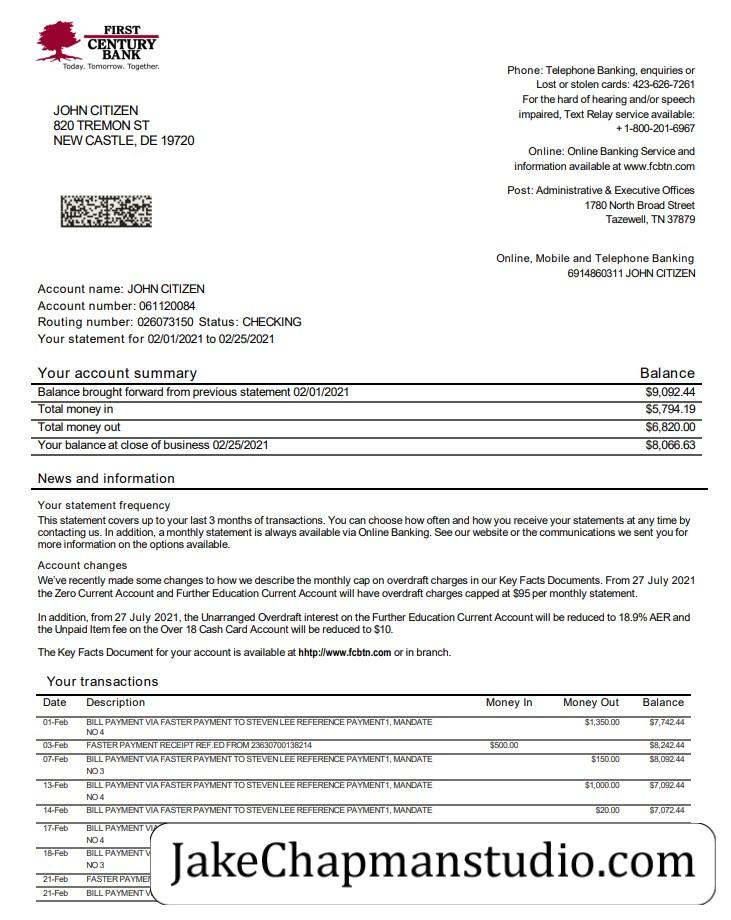 FIRST
CENTURY
BANK
Today. Tomorrow. Together.
Phone: Telephone Banking, enquiries or
Lost or stolen cards: 423-626-7261
For the hard of hearing and/or speech
impaired, Text Relay service available:
+ 1-800-201-6967
Online: Online Banking Service and
information available at www.fcbtn.com
Post: Administrative & Executive Offices
1780 North Broad Street
Tazewell, TN 37879
JOHN CITIZEN
820 TREMON ST
NEW CASTLE, DE 19720
Online, Mobile and Telephone Banking
6914860311 JOHN CITIZEN
Account name: JOHN CITIZEN
Account number: 061120084
Routing number: 026073150 Status: CHECKING
Your statement for 02/01/2021 to 02/25/2021
Your account summary Balance
Balance brought forward from previous statement 02/01/2021 $9,092.44
Total money in $5,794.19
Total money out $6,820.00
Your balance at close of business 02/25/2021 $8,066.63
News and information
Your statement frequency
This statement covers up to your last 3 months of transactions. You can choose how often and how you receive your statements at any time by
contacting us. In addition, a monthly statement is always available via Online Banking. See our website or the communications we sent you for
more information on the options available.
Account changes
We've recently made some changes to how we describe the monthly cap on overdraft charges in our Key Facts Documents. From 27 July 2021
the Zero Current Account and Further Education Current Account will have overdraft charges capped at $95 per monthly statement.
In addition, from 27 July 2021, the Unarranged Overdraft interest on the Further Education Current Account will be reduced to 18.9% AER and
the Unpaid Item fee on the Over 18 Cash Card Account will be reduced to $10.
The Key Facts Document for your account is available at hhtp://www.fcbtn.com or in branch.
Your transactions
Date Description Money In Money Out Balance
01-Feb BILL PAYMENT VIA FASTER PAYMENT TO STEVEN LEE REFERENCE PAYMENT1, MANDATE $1,350.00 $7,742.44
NO 4
03-Feb FASTER PAYMENT RECEIPT REF.ED FROM 23630700138214 $500.00 $8,242.44
07-Feb BILL PAYMENT VIA FASTER PAYMENT TO STEVEN LEE REFERENCE PAYMENT1, MANDATE $150.00 $8,092.44
NO 3
13-Feb BILL PAYMENT VIA FASTER PAYMENT TO STEVEN LEE REFERENCE PAYMENT1, MANDATE $1,000.00 $7,092.44
NO 4
14-Feb BILL PAYMENT VIA FASTER PAYMENT TO STEVEN LEE REFERENCE PAYMENT1, MANDATE $20.00 $7,072.44
17-Feb BILL PAYMENT
NO 4
18-Feb BILL PAYMENT
NO 3
21-Feb FASTER
21-Feb BILL PAYMENT
JakeChapmanstudio.com